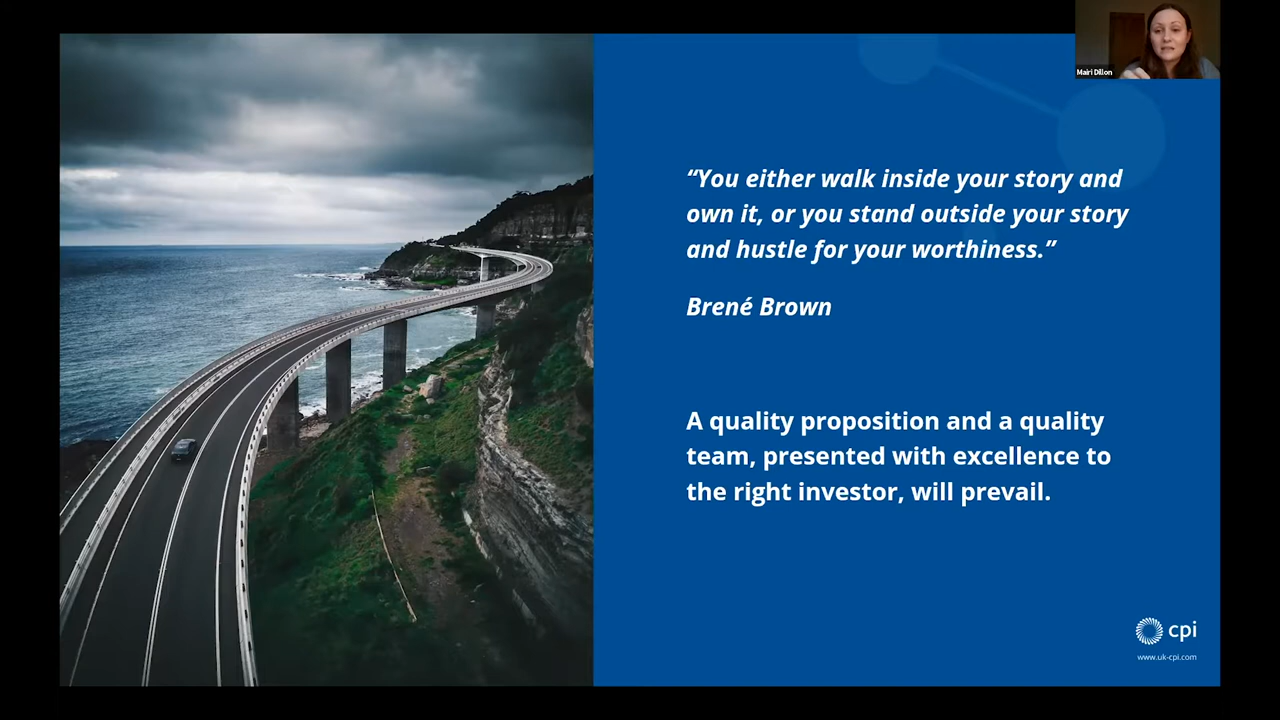 Mairi Dillon
“You either walk inside your story and
own it, or you stand outside your story
and hustle for your worthiness.”
Brené Brown
A quality proposition and a quality
team, presented with excellence to
the right investor, will prevail.
cpi
www.uk-cpi.com